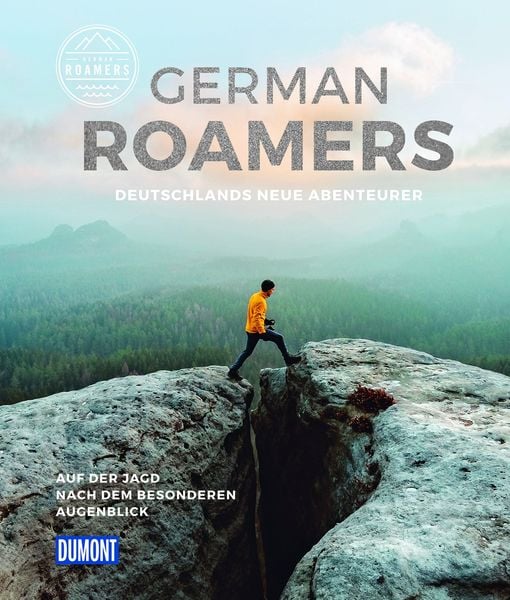 GERMAN
ROAMERS
GERMAN
ROAMERS
DEUTSCHLANDS NEUE ABENTEURER
AUF DER JAGD
NACH DEM BESONDEREN
AUGENBLICK
DUMONT